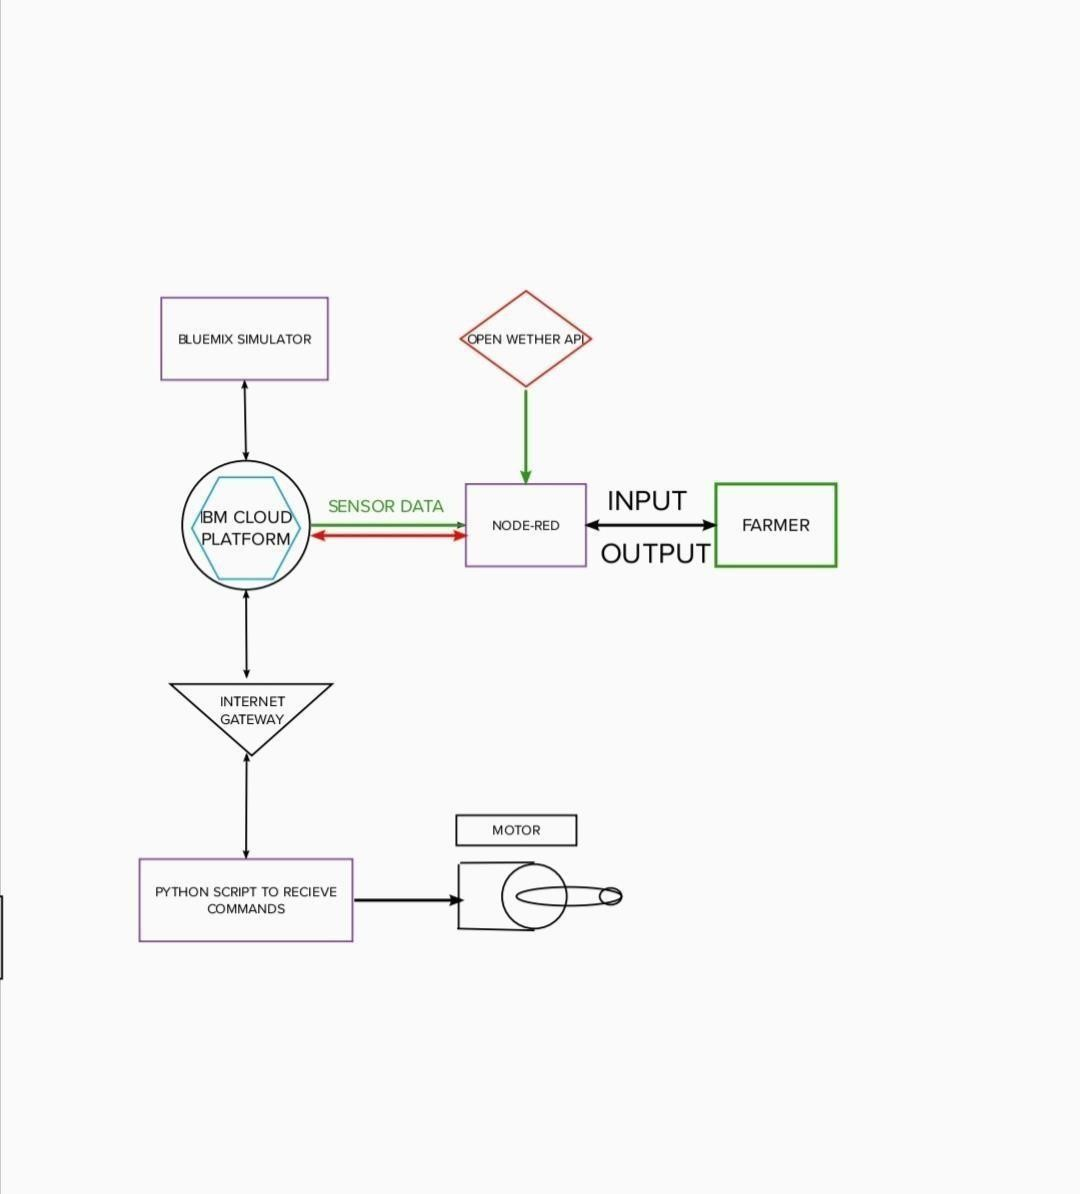 BLUEMIX SIMULATOR
OPEN WETHER API
IBM CLOUD
PLATFORM
SENSOR DATA
NODE-RED
INPUT
OUTPUT
FARMER
INTERNET
GATEWAY
MOTOR
PYTHON SCRIPT TO RECIEVE
COMMANDS